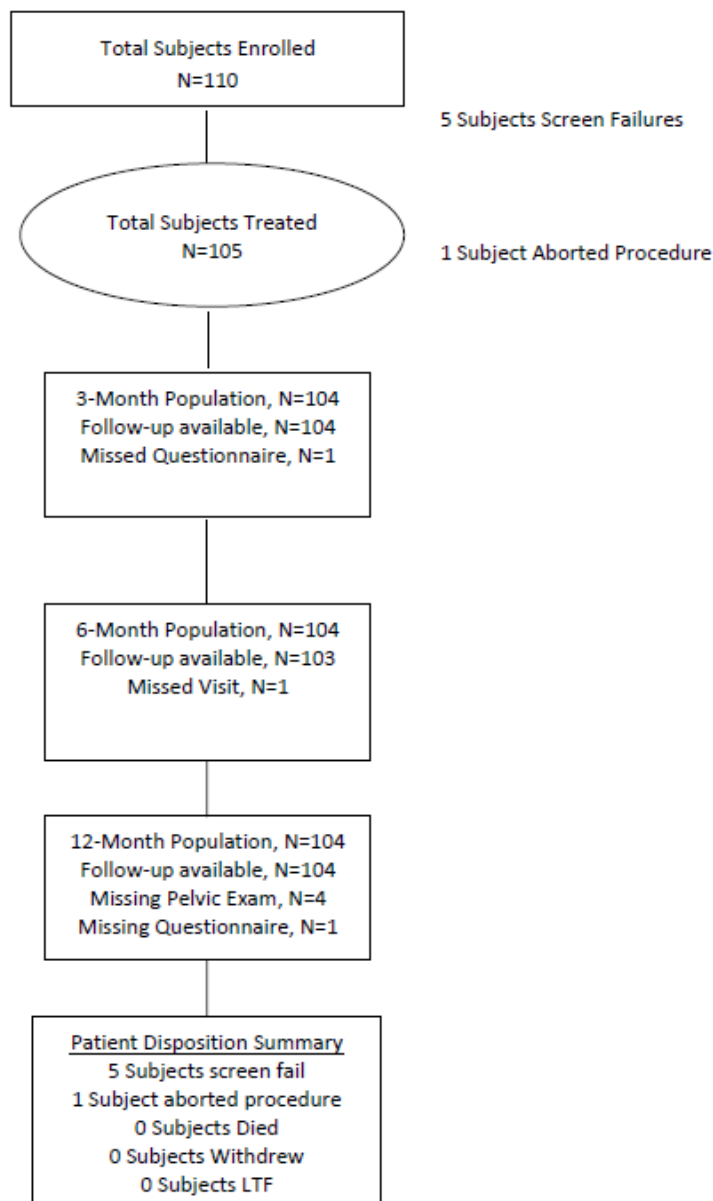 Total Subjects Enrolled
N=110
5 Subjects Screen Failures
Total Subjects Treated
N=105
1 Subject Aborted Procedure
3-Month Population, N=104
Follow-up available, N=104
Missed Questionnaire, N=1
6-Month Population, N=104
Follow-up available, N=103
Missed Visit, N=1
12-Month Population, N=104
Follow-up available, N=104
Missing Pelvic Exam, N=4
Missing Questionnaire, N=1
Patient Disposition Summary
5 Subjects screen fail
1 Subject aborted procedure
0 Subjects Died
0 Subjects Withdrew
0 Subjects LTF